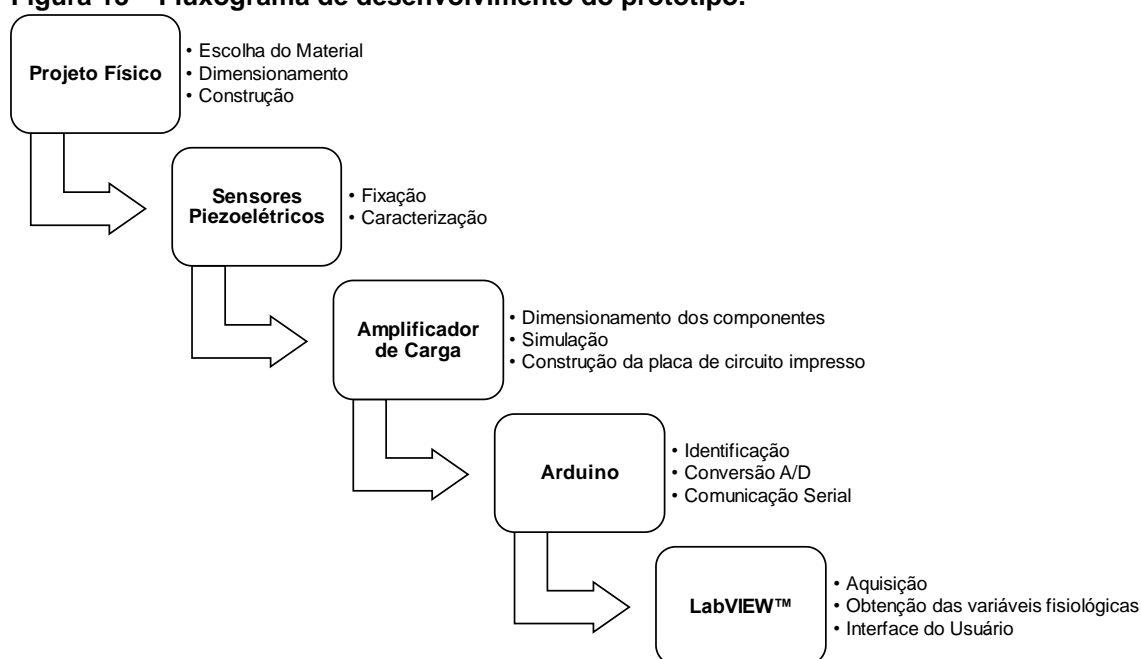 Projeto Físico
• Escolha do Material
• Dimensionamento
• Construção
Sensores
Piezoelétricos
• Fixação
• Caracterização
Amplificador
de Carga
• Dimensionamento dos componentes
• Simulação
• Construção da placa de circuito impresso
Arduino
• Identificação
• Conversão A/D
• Comunicação Serial
LabVIEW™
• Aquisição
• Obtenção das variáveis fisiológicas
• Interface do Usuário